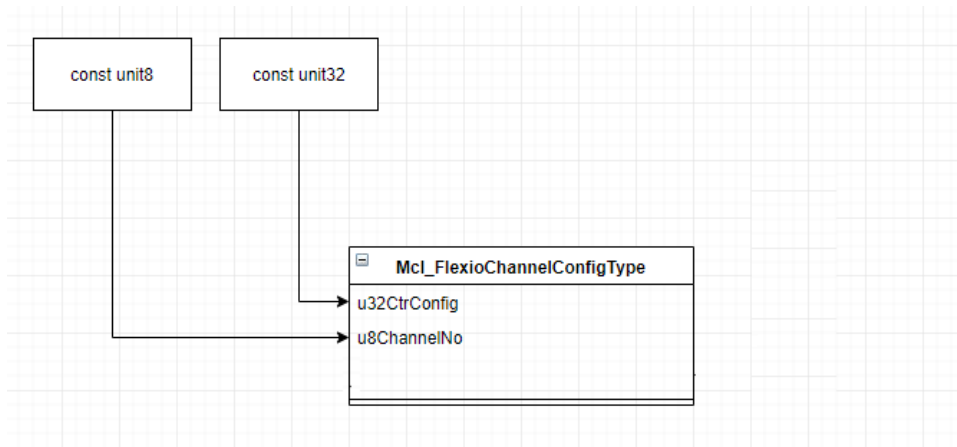 const unit8
const unit32
Mcl_FlexioChannelConfigType
u32CtrConfig
u8ChannelNo